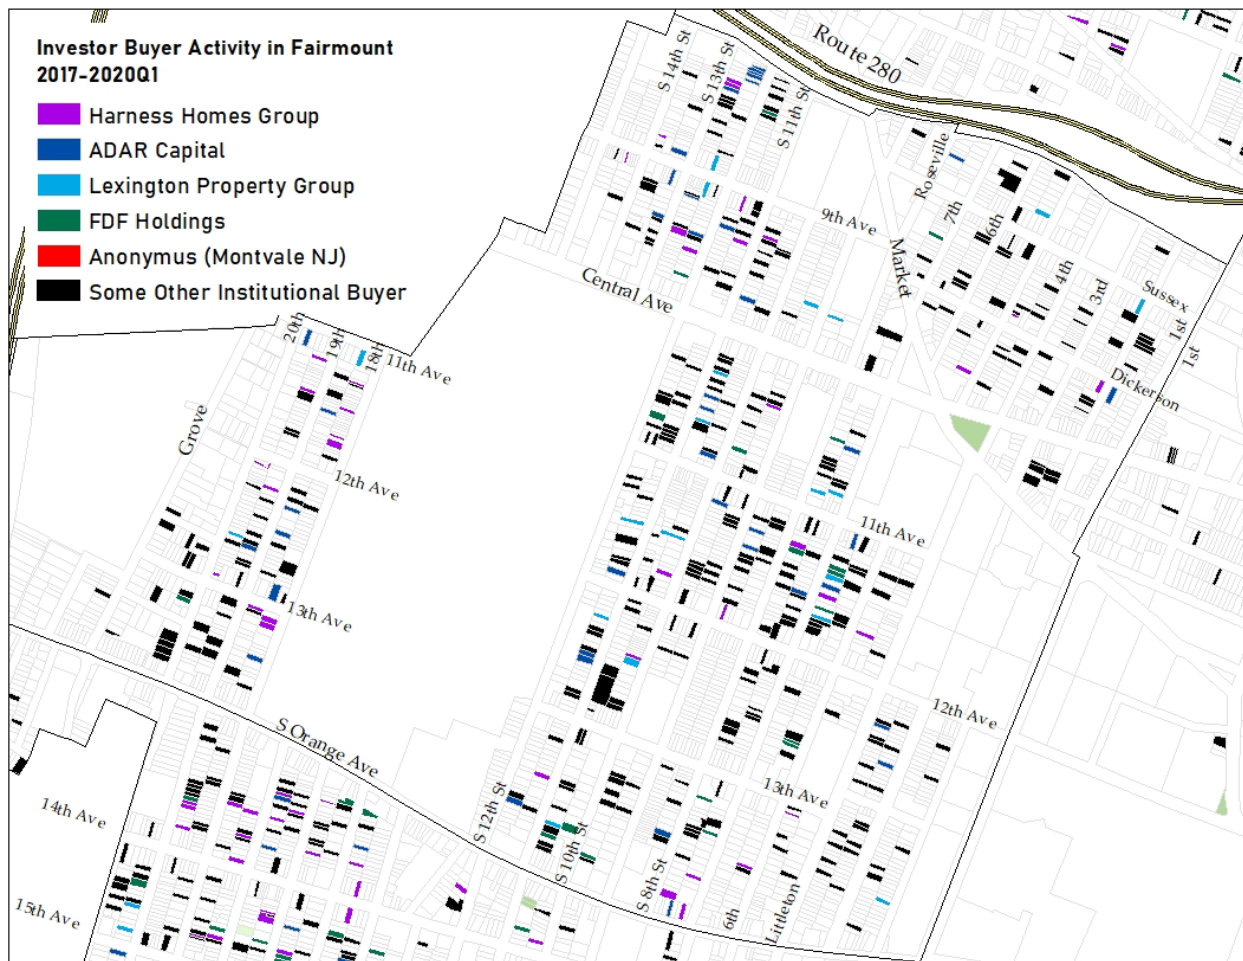 Investor Buyer Activity in Fairmount
2017-2020Q1
Harness Homes Group
ADAR Capital
Lexington Property Group
FDF Holdings
Anonymus (Montvale NJ)
Some Other Institutional Buyer
Route 280
S 14th St
S 13th St
S 11th St
Roseville
9th Ave
7th
6th
Market
4th
3rd
Sussex
1st
1st
Central Ave
20th
19th
18th
11th Ave
Dickerson
Grove
12th Ave
11th Ave
13th Ave
12th Ave
S Orange Ave
13th Ave
14th Ave
S 12th St
S 10th St
S 8th St
15th Ave
6th
Littleton